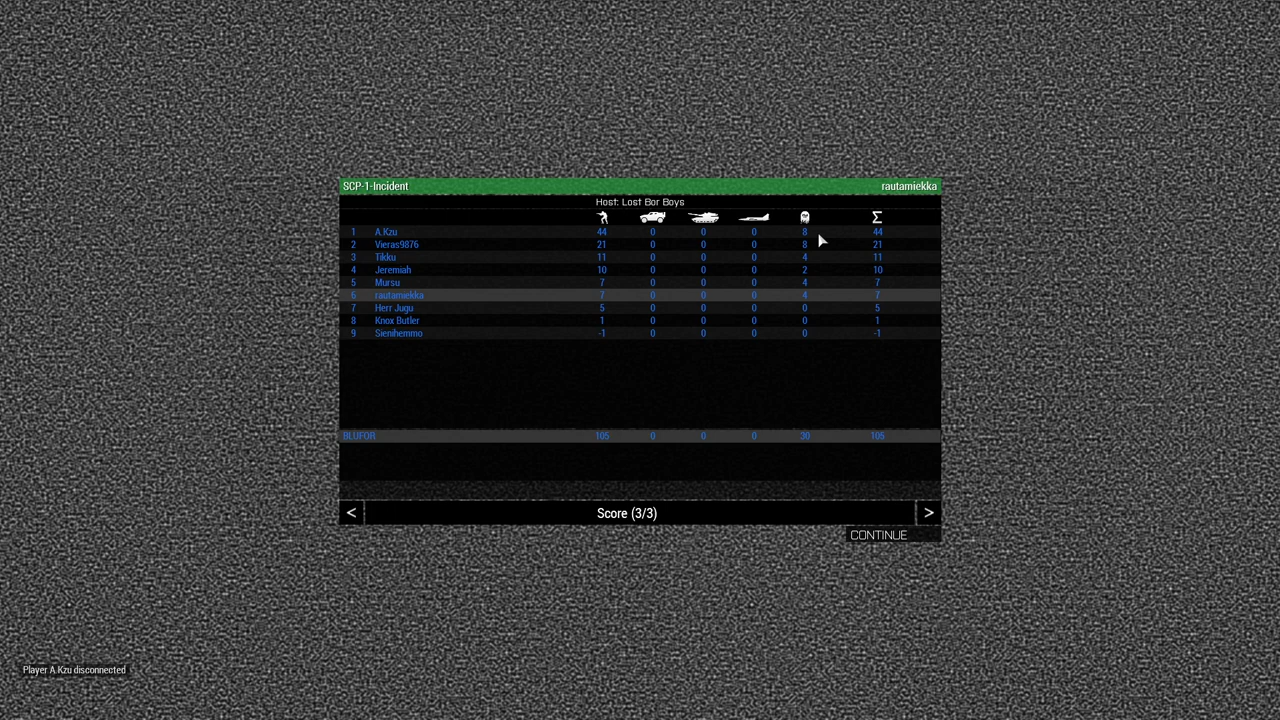 SCP-1-Incident rautamiekka
Host: Lost Bor Boys
Σ
1 A.Kzu 44 0 0 0 8 44
2 Vieras9876 21 0 0 0 8 21
3 Tikku 11 0 0 0 4 11
4 Jeremiah 10 0 0 0 2 10
5 Mursu 7 0 0 0 4 7
6 rautamiekka 7 0 0 0 4 7
7 Herr Jugu 5 0 0 0 0 5
8 Knox Butler 1 0 0 0 0 1
9 Sienihemmo -1 0 0 0 0 -1
BLUFOR 105 0 0 0 30 105
< Score (3/3) >
CONTINUE
Player A.Kzu disconnected